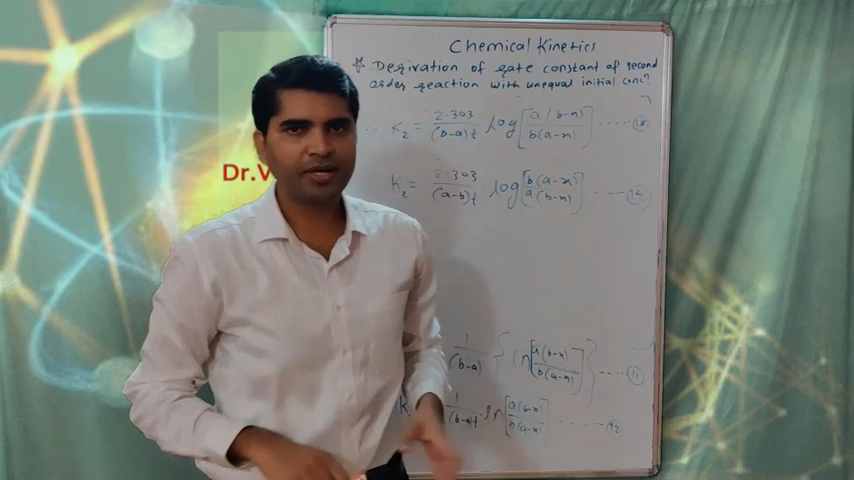 Chemical Kinetics
* Derivation of rate constant of second
order reaction with unequal initial concⁿ
Dr.V
∴ K₂ = 2.303/(b-a)t log[a(b-x)/b(a-x)] ----- 13
K₂ = 2.303/(a-b)t log[b(a-x)/a(b-x)] ---- 14
1/(b-a) {ln[a(b-x)/b(a-x)]} ---- 11
K 1/(b-a)t ln[a(b-x)/b(a-x)] ----- 12